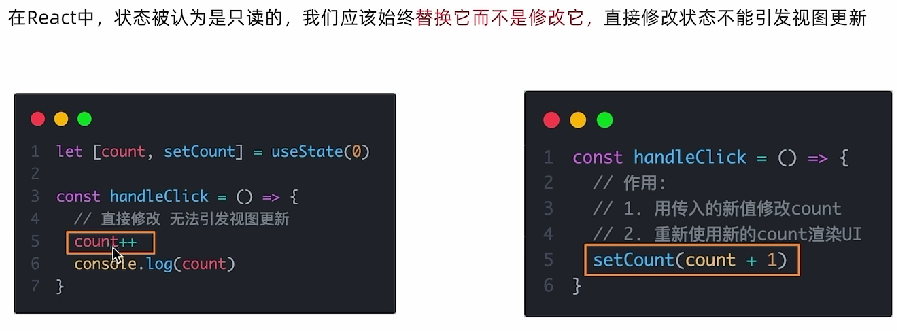 在React中，状态被认为是只读的，我们应该始终替换它而不是修改它，直接修改状态不能引发视图更新
1 let [count, setCount] = useState(0)
2
3 const handleClick = () => {
4 // 直接修改 无法引发视图更新
5 count++
6 console.log(count)
7 }
1 const handleClick = () => {
2 // 作用:
3 // 1. 用传入的新值修改count
4 // 2. 重新使用新的count渲染UI
5 setCount(count + 1)
6 }